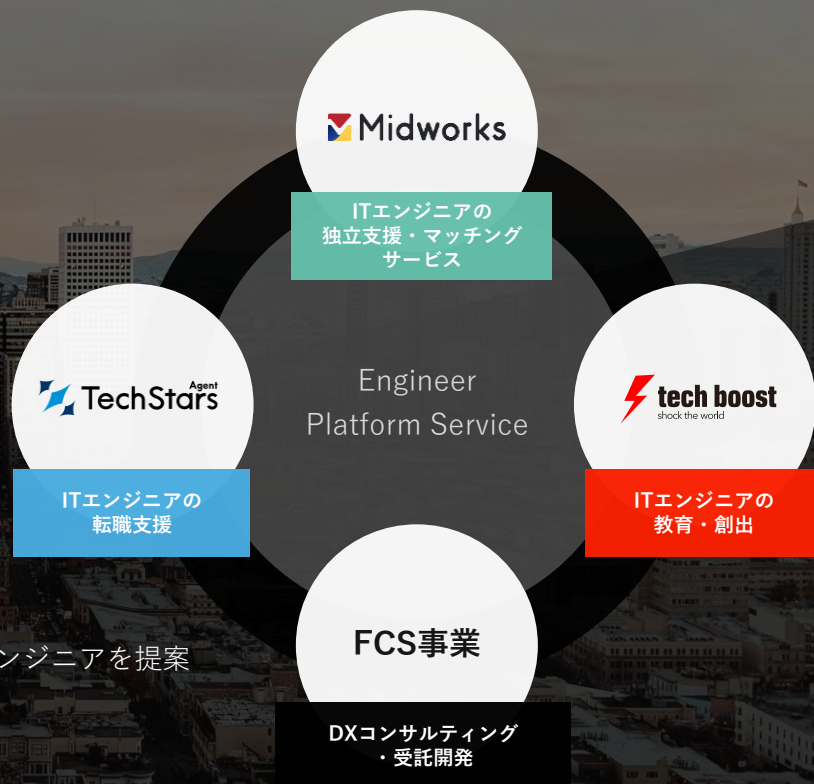 Midworks
ITエンジニアの
独立支援・マッチング
サービス
Agent
TechStars
ITエンジニアの
転職支援
Engineer
Platform Service
tech boost
shock the world
ITエンジニアの
教育・創出
FCS事業
DXコンサルティング
・受託開発
ンジニアを提案